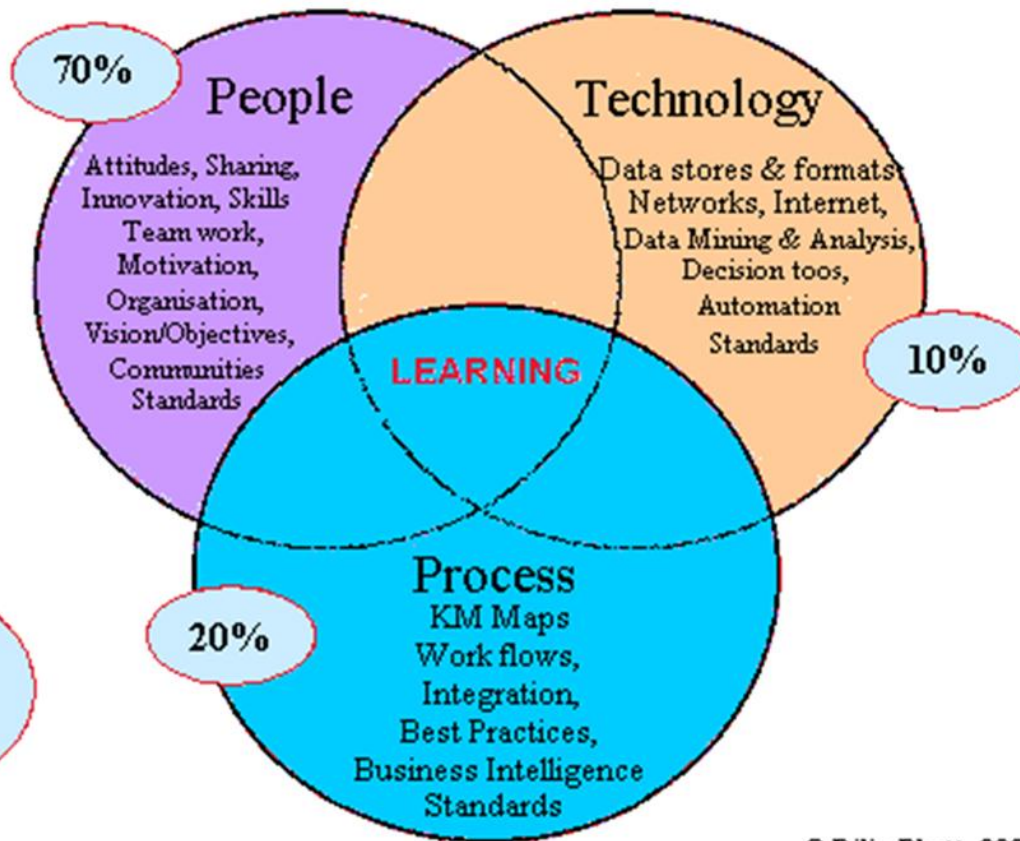 70%
People
Attitudes, Sharing,
Innovation, Skills
Team work,
Motivation,
Organisation,
Vision/Objectives,
Communities
Standards
Technology
Data stores & formats
Networks, Internet,
Data Mining & Analysis,
Decision toos,
Automation
Standards
10%
LEARNING
Process
KM Maps
Work flows,
Integration,
Best Practices,
Business Intelligence
Standards
20%